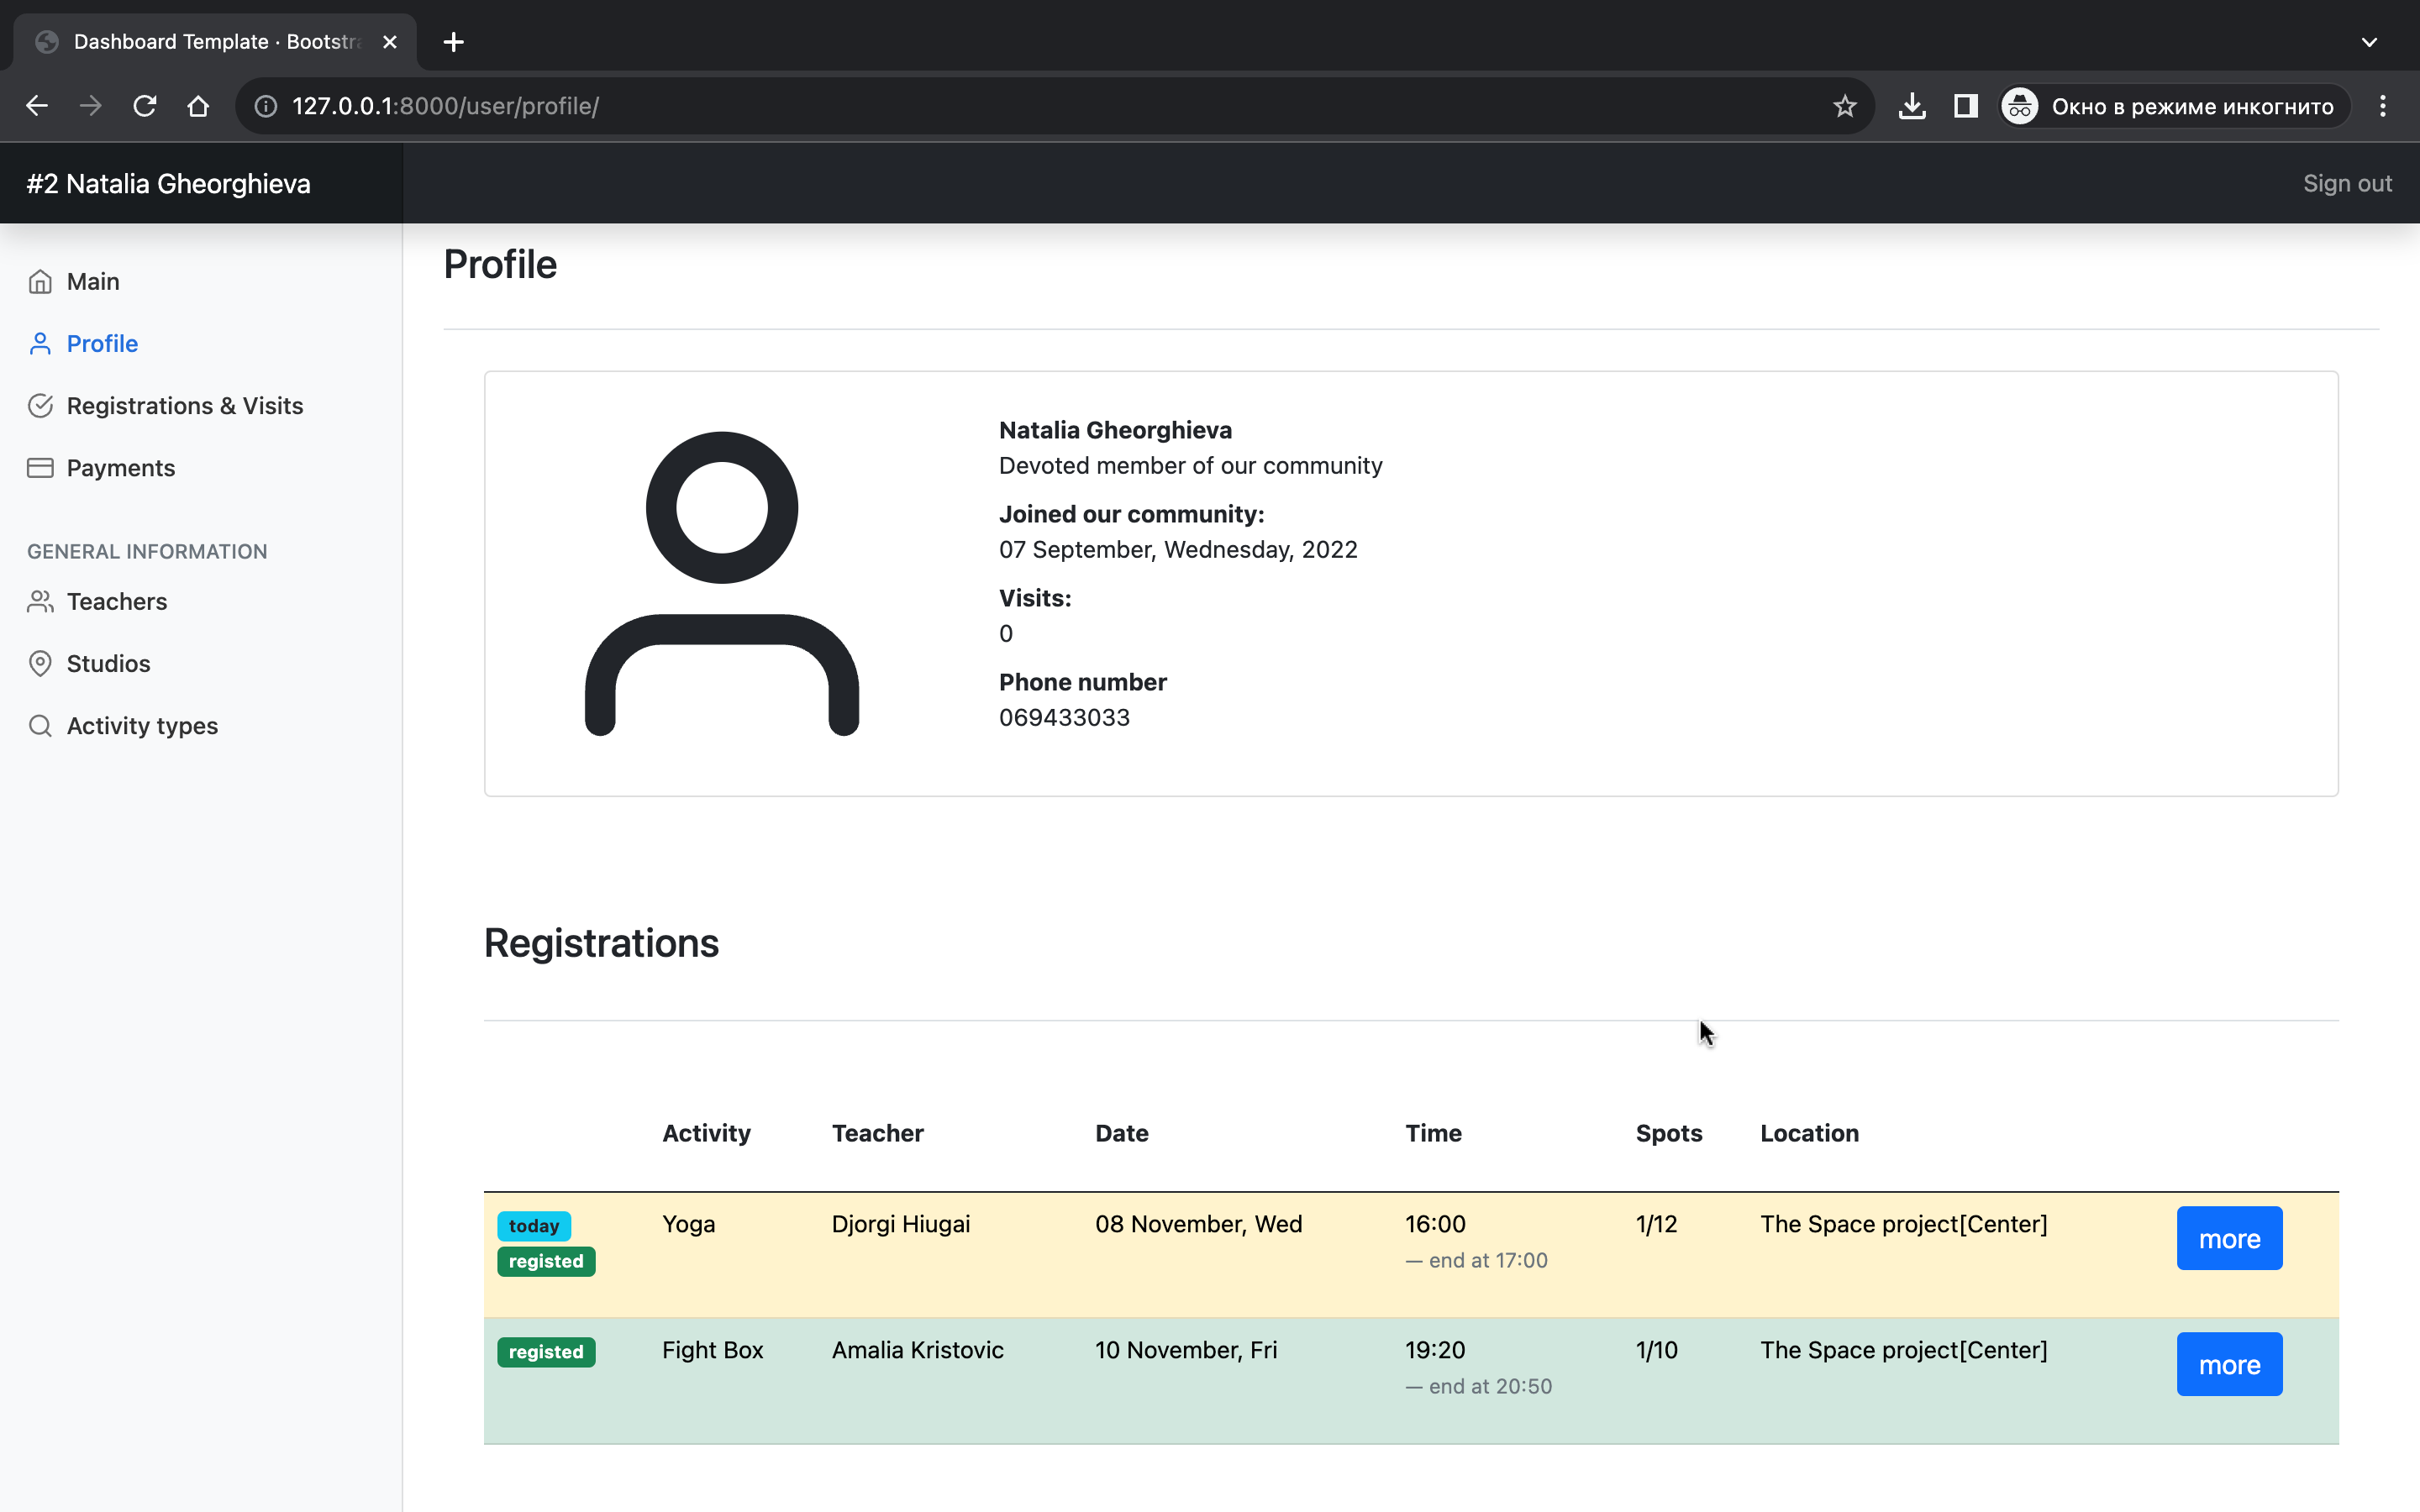 Dashboard Template · Bootstr
127.0.0.1:8000/user/profile/
Окно в режиме инкогнито
#2 Natalia Gheorghieva
Sign out
Main
Profile
Registrations & Visits
Payments
GENERAL INFORMATION
Teachers
Studios
Activity types
Profile
Natalia Gheorghieva
Devoted member of our community
Joined our community:
07 September, Wednesday, 2022
Visits:
0
Phone number
069433033
Registrations
Activity Teacher Date Time Spots Location
today Yoga Djorgi Hiugai 08 November, Wed 16:00 1/12 The Space project[Center] more
registed — end at 17:00
registed Fight Box Amalia Kristovic 10 November, Fri 19:20 1/10 The Space project[Center] more
— end at 20:50